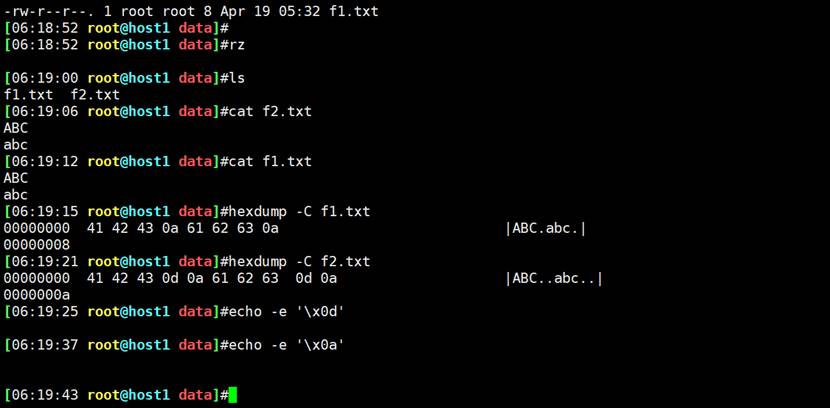 -rw-r--r--. 1 root root 8 Apr 19 05:32 f1.txt
[06:18:52 root@host1 data]#
[06:18:52 root@host1 data]#rz
[06:19:00 root@host1 data]#ls
f1.txt  f2.txt
[06:19:06 root@host1 data]#cat f2.txt
ABC
abc
[06:19:12 root@host1 data]#cat f1.txt
ABC
abc
[06:19:15 root@host1 data]#hexdump -C f1.txt
00000000  41 42 43 0a 61 62 63 0a                           |ABC.abc.|
00000008
[06:19:21 root@host1 data]#hexdump -C f2.txt
00000000  41 42 43 0d 0a 61 62 63  0d 0a                    |ABC..abc..|
0000000a
[06:19:25 root@host1 data]#echo -e '\x0d'
[06:19:37 root@host1 data]#echo -e '\x0a'
[06:19:43 root@host1 data]#